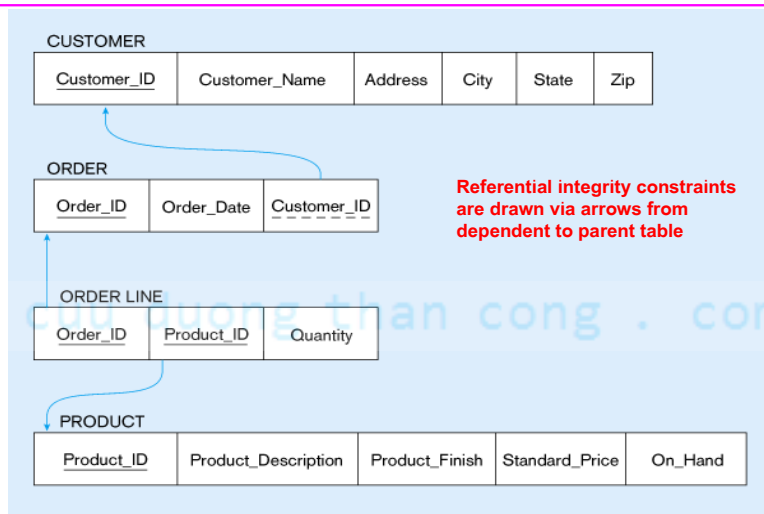 CUSTOMER
Customer_ID Customer_Name Address City State Zip
ORDER
Order_ID Order_Date Customer_ID
Referential integrity constraints
are drawn via arrows from
dependent to parent table
ORDER LINE
cuu duong than cong . com
Order_ID Product_ID Quantity
PRODUCT
Product_ID Product_Description Product_Finish Standard_Price On_Hand